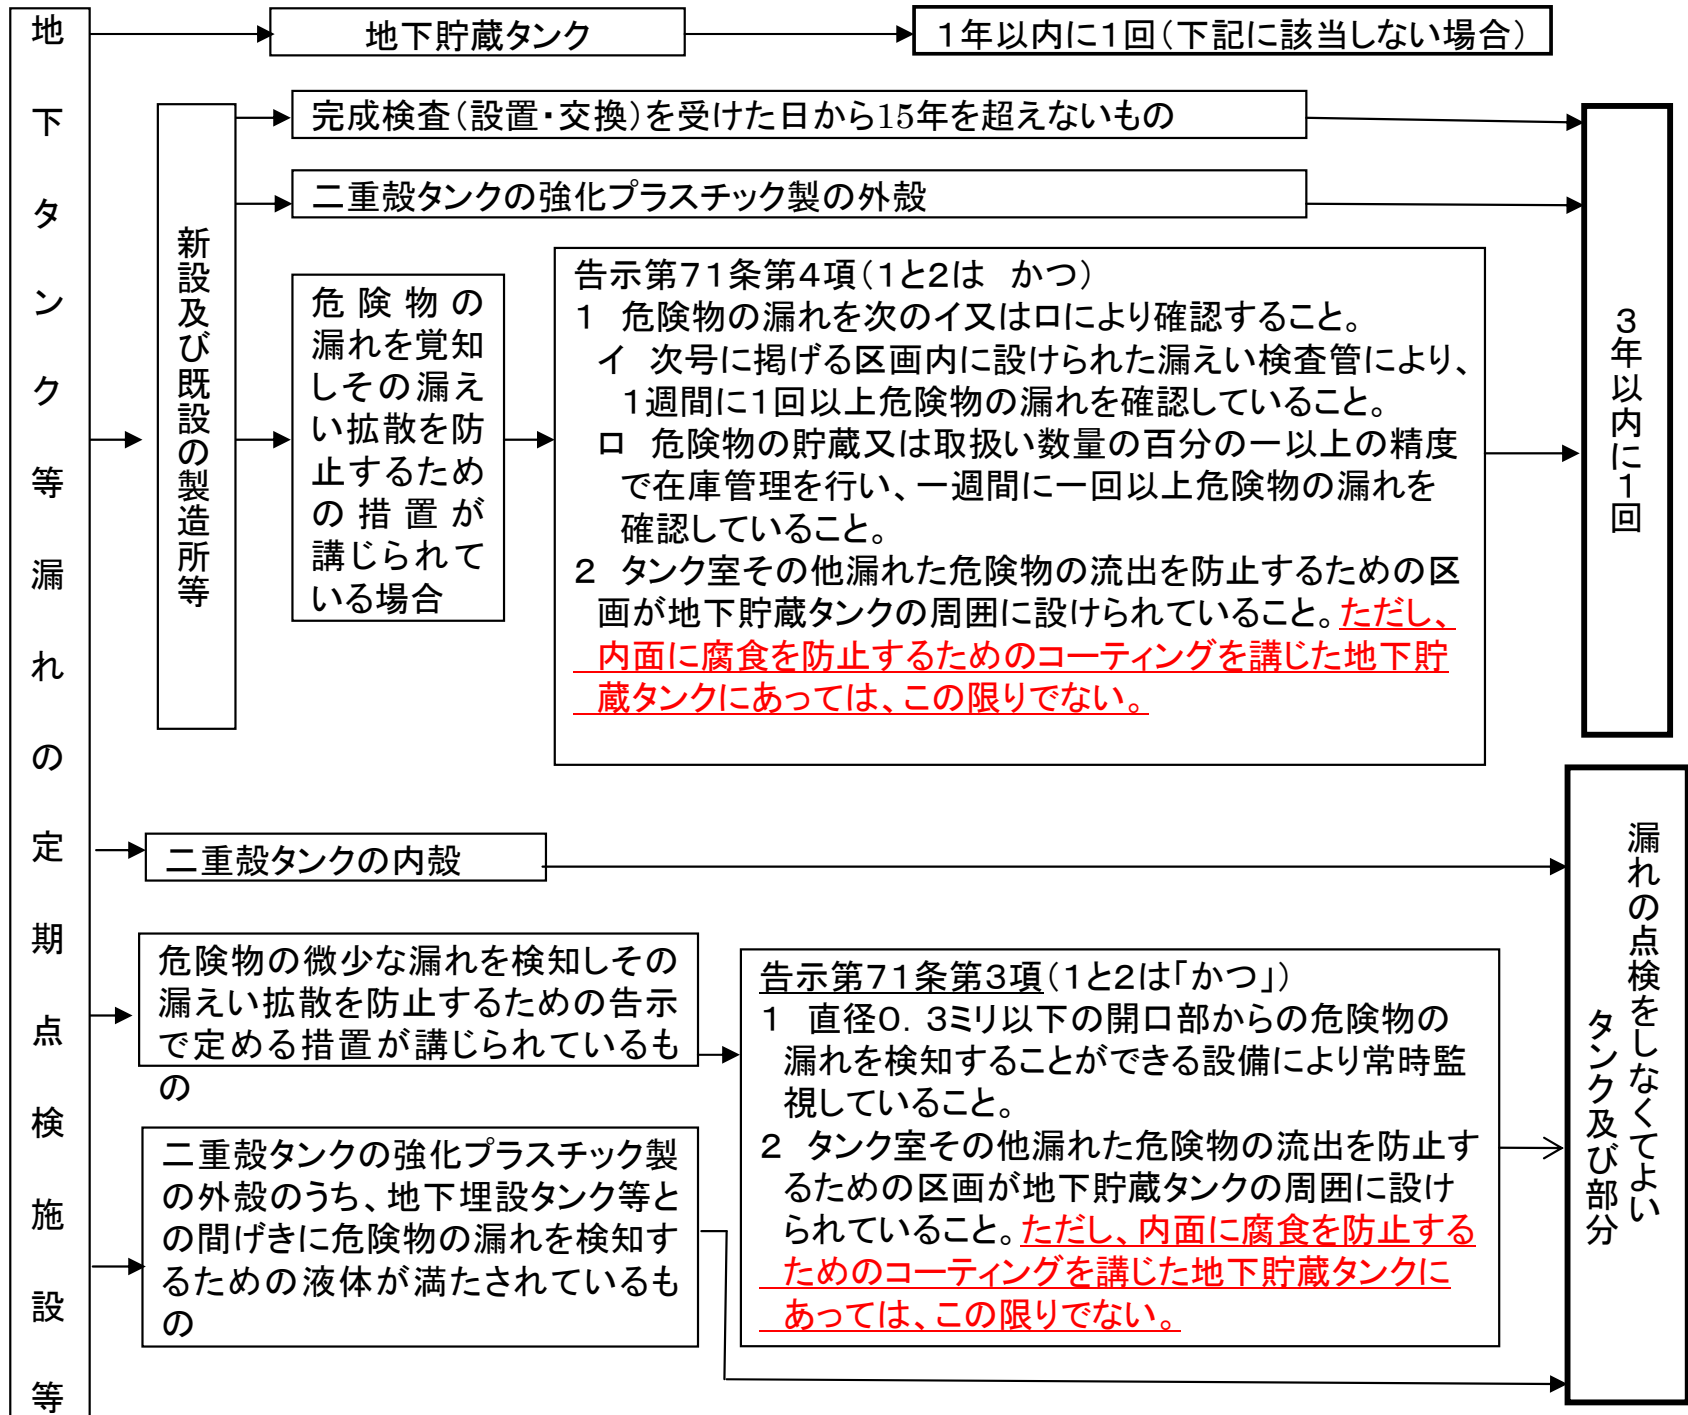 地下タンク等漏れの定期点検施設等
地下貯蔵タンク
1年以内に1回(下記に該当しない場合)
新設及び既設の製造所等
完成検査(設置・交換)を受けた日から15年を超えないもの
二重殻タンクの強化プラスチック製の外殻
危険物の
漏れを覚知
しその漏え
い拡散を防
止するため
の措置が
講じられて
いる場合
告示第71条第4項(1と2は かつ)
1 危険物の漏れを次のイ又はロにより確認すること。
イ 次号に掲げる区画内に設けられた漏えい検査管により、
1週間に1回以上危険物の漏れを確認していること。
ロ 危険物の貯蔵又は取扱い数量の百分の一以上の精度
で在庫管理を行い、一週間に一回以上危険物の漏れを
確認していること。
2 タンク室その他漏れた危険物の流出を防止するための区
画が地下貯蔵タンクの周囲に設けられていること。ただし、
内面に腐食を防止するためのコーティングを講じた地下貯
蔵タンクにあっては、この限りでない。
3年以内に1回
二重殻タンクの内殻
危険物の微少な漏れを検知しその
漏えい拡散を防止するための告示
で定める措置が講じられているも
の
告示第71条第3項(1と2は「かつ」)
1 直径0.3ミリ以下の開口部からの危険物の
漏れを検知することができる設備により常時監
視していること。
2 タンク室その他漏れた危険物の流出を防止す
るための区画が地下貯蔵タンクの周囲に設け
られていること。ただし、内面に腐食を防止する
ためのコーティングを講じた地下貯蔵タンクに
あっては、この限りでない。
二重殻タンクの強化プラスチック製
の外殻のうち、地下埋設タンク等と
の間げきに危険物の漏れを検知す
るための液体が満たされているも
の
漏れの点検をしなくてよい
タンク及び部分